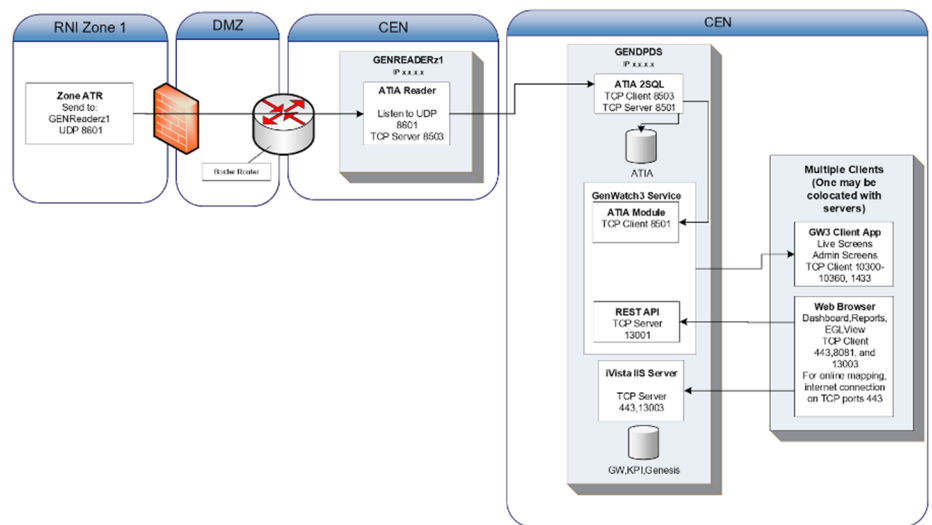 RNI Zone 1
DMZ
CEN
CEN
Zone ATR
Send to:
GENReaderz1
UDP 8601
Border Router
GENREADERz1
IP x.x.x.x
ATIA Reader
Listen to UDP
8601
TCP Server 8503
GENDPDS
IP x.x.x.x
ATIA 2SQL
TCP Client 8503
TCP Server 8501
ATIA
GenWatch3 Service
ATIA Module
TCP Client 8501
REST API
TCP Server
13001
iVista IIS Server
TCP Server
443,13003
GW,KPI,Genesis
Multiple Clients
(One may be
colocated with
servers)
GW3 Client App
Live Screens
Admin Screens
TCP Client 10300-
10360, 1433
Web Browser
Dashboard,Reports,
EGLView
TCP Client
443,8081, and
13003
For online mapping,
internet connection
on TCP ports 443